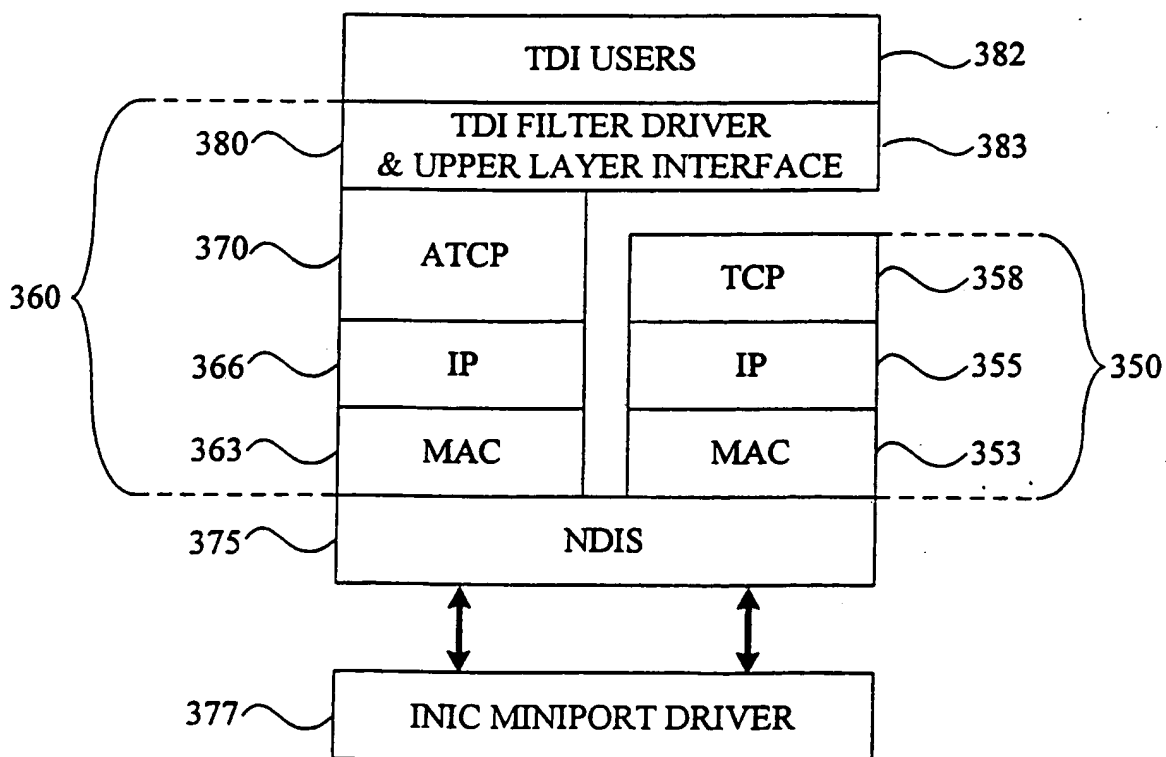 TDI USERS
382
380
TDI FILTER DRIVER
& UPPER LAYER INTERFACE
383
370
ATCP
TCP
358
360
366
IP
IP
355
350
363
MAC
MAC
353
375
NDIS
377
INIC MINIPORT DRIVER